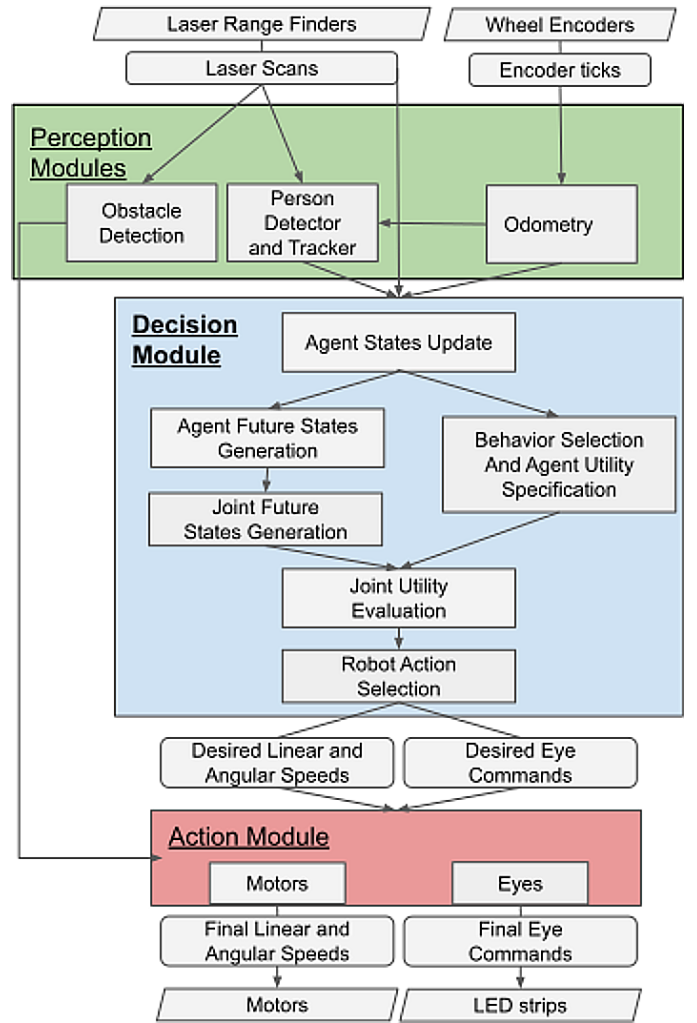 Laser Range Finders
Wheel Encoders
Laser Scans
Encoder ticks
Perception
Modules
Obstacle
Detection
Person
Detector
and Tracker
Odometry
Decision
Module
Agent States Update
Agent Future States
Generation
Behavior Selection
And Agent Utility
Specification
Joint Future
States Generation
Joint Utility
Evaluation
Robot Action
Selection
Desired Linear and
Angular Speeds
Desired Eye
Commands
Action Module
Motors
Eyes
Final Linear and
Angular Speeds
Final Eye
Commands
Motors
LED strips